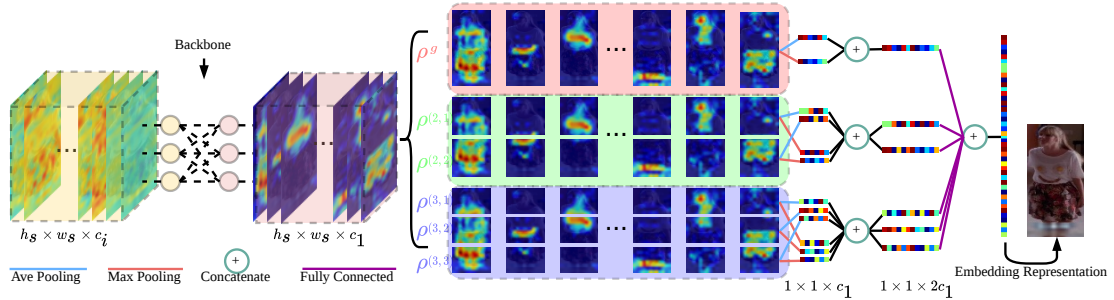 Backbone
...
...
h_s × w_s × c_i
h_s × w_s × c_1
Ave Pooling
Max Pooling
+
Concatenate
Fully Connected
ρ^g
ρ^(2,1)
ρ^(2,2)
ρ^(3,1)
ρ^(3,2)
ρ^(3,3)
...
...
...
+
+
+
+
1 × 1 × c_1
1 × 1 × 2c_1
Embedding Representation